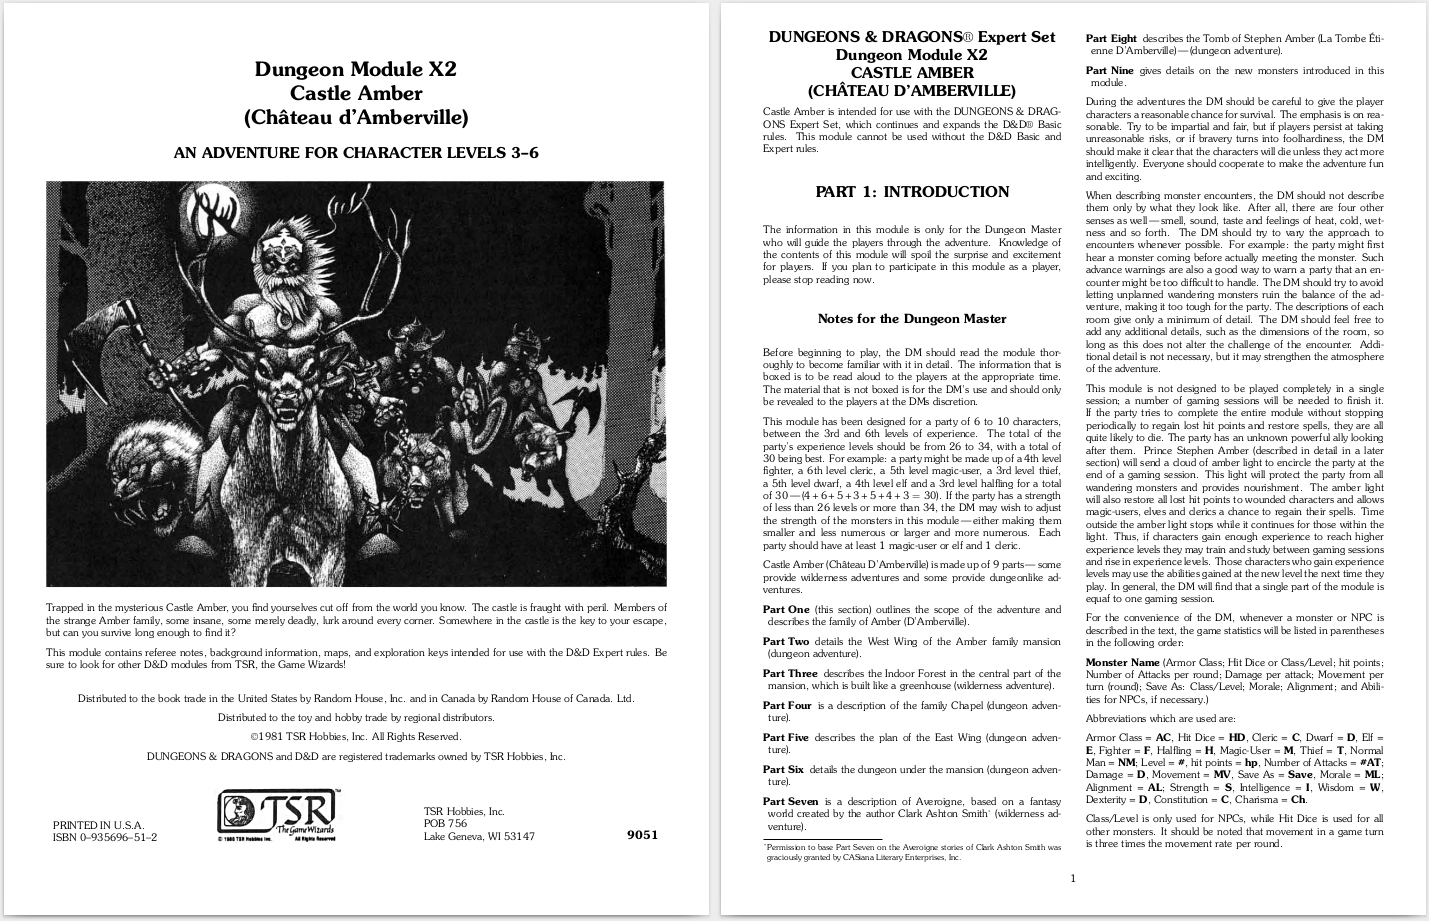 Dungeon Module X2
Castle Amber
(Château d'Amberville)
AN ADVENTURE FOR CHARACTER LEVELS 3–6
Trapped in the mysterious Castle Amber, you find yourselves cut off from the world you know. The castle is fraught with peril. Members of
the strange Amber family, some insane, some merely deadly, lurk around every corner. Somewhere in the castle is the key to your escape,
but can you survive long enough to find it?
This module contains referee notes, background information, maps, and exploration keys intended for use with the D&D Expert rules. Be
sure to look for other D&D modules from TSR, the Game Wizards!
Distributed to the book trade in the United States by Random House, Inc. and in Canada by Random House of Canada. Ltd.
Distributed to the toy and hobby trade by regional distributors.
©1981 TSR Hobbies, Inc. All Rights Reserved.
DUNGEONS & DRAGONS and D&D are registered trademarks owned by TSR Hobbies, Inc.
PRINTED IN U.S.A.
ISBN 0–935696–51–2
TSR™
The Game Wizards
© 1980 TSR Hobbies, Inc. All Rights Reserved
TSR Hobbies, Inc.
POB 756
Lake Geneva, WI 53147
9051
DUNGEONS & DRAGONS® Expert Set
Dungeon Module X2
CASTLE AMBER
(CHÂTEAU D'AMBERVILLE)
Castle Amber is intended for use with the DUNGEONS & DRAG-
ONS Expert Set, which continues and expands the D&D® Basic
rules. This module cannot be used without the D&D Basic and
Expert rules.
PART 1: INTRODUCTION
The information in this module is only for the Dungeon Master
who will guide the players through the adventure. Knowledge of
the contents of this module will spoil the surprise and excitement
for players. If you plan to participate in this module as a player,
please stop reading now.
Notes for the Dungeon Master
Before beginning to play, the DM should read the module thor-
oughly to become familiar with it in detail. The information that is
boxed is to be read aloud to the players at the appropriate time.
The material that is not boxed is for the DM's use and should only
be revealed to the players at the DMs discretion.
This module has been designed for a party of 6 to 10 characters,
between the 3rd and 6th levels of experience. The total of the
party's experience levels should be from 26 to 34, with a total of
30 being best. For example: a party might be made up of a 4th level
fighter, a 6th level cleric, a 5th level magic-user, a 3rd level thief,
a 5th level dwarf, a 4th level elf and a 3rd level halfling for a total
of 30—(4+6+5+3+5+4+3 = 30). If the party has a strength
of less than 26 levels or more than 34, the DM may wish to adjust
the strength of the monsters in this module—either making them
smaller and less numerous or larger and more numerous. Each
party should have at least 1 magic-user or elf and 1 cleric.
Castle Amber (Château D'Amberville) is made up of 9 parts—some
provide wilderness adventures and some provide dungeonlike ad-
ventures.
Part One (this section) outlines the scope of the adventure and
describes the family of Amber (D'Amberville).
Part Two details the West Wing of the Amber family mansion
(dungeon adventure).
Part Three describes the Indoor Forest in the central part of the
mansion, which is built like a greenhouse (wilderness adventure).
Part Four is a description of the family Chapel (dungeon adven-
ture).
Part Five describes the plan of the East Wing (dungeon adven-
ture).
Part Six details the dungeon under the mansion (dungeon adven-
ture).
Part Seven is a description of Averoigne, based on a fantasy
world created by the author Clark Ashton Smith* (wilderness ad-
venture).
*Permission to base Part Seven on the Averoigne stories of Clark Ashton Smith was
graciously granted by CASiana Literary Enterprises, Inc.
Part Eight describes the Tomb of Stephen Amber (La Tombe Éti-
enne D'Amberville)—(dungeon adventure).
Part Nine gives details on the new monsters introduced in this
module.
During the adventures the DM should be careful to give the player
characters a reasonable chance for survival. The emphasis is on rea-
sonable. Try to be impartial and fair, but if players persist at taking
unreasonable risks, or if bravery turns into foolhardiness, the DM
should make it clear that the characters will die unless they act more
intelligently. Everyone should cooperate to make the adventure fun
and exciting.
When describing monster encounters, the DM should not describe
them only by what they look like. After all, there are four other
senses as well—smell, sound, taste and feelings of heat, cold, wet-
ness and so forth. The DM should try to vary the approach to
encounters whenever possible. For example: the party might first
hear a monster coming before actually meeting the monster. Such
advance warnings are also a good way to warn a party that an en-
counter might be too difficult to handle. The DM should try to avoid
letting unplanned wandering monsters ruin the balance of the ad-
venture, making it too tough for the party. The descriptions of each
room give only a minimum of detail. The DM should feel free to
add any additional details, such as the dimensions of the room, so
long as this does not alter the challenge of the encounter. Addi-
tional detail is not necessary, but it may strengthen the atmosphere
of the adventure.
This module is not designed to be played completely in a single
session; a number of gaming sessions will be needed to finish it.
If the party tries to complete the entire module without stopping
periodically to regain lost hit points and restore spells, they are all
quite likely to die. The party has an unknown powerful ally looking
after them. Prince Stephen Amber (described in detail in a later
section) will send a cloud of amber light to encircle the party at the
end of a gaming session. This light will protect the party from all
wandering monsters and provides nourishment. The amber light
will also restore all lost hit points to wounded characters and allows
magic-users, elves and clerics a chance to regain their spells. Time
outside the amber light stops while it continues for those within the
light. Thus, if characters gain enough experience to reach higher
experience levels they may train and study between gaming sessions
and rise in experience levels. Those characters who gain experience
levels may use the abilities gained at the new level the next time they
play. In general, the DM will find that a single part of the module is
equaf to one gaming session.
For the convenience of the DM, whenever a monster or NPC is
described in the text, the game statistics will be listed in parentheses
in the following order:
Monster Name (Armor Class; Hit Dice or Class/Level; hit points;
Number of Attacks per round; Damage per attack; Movement per
turn (round); Save As: Class/Level; Morale; Alignment; and Abili-
ties for NPCs, if necessary.)
Abbreviations which are used are:
Armor Class = AC, Hit Dice = HD, Cleric = C, Dwarf = D, Elf =
E, Fighter = F, Halfling = H, Magic-User = M, Thief = T, Normal
Man = NM; Level = #, hit points = hp, Number of Attacks = #AT;
Damage = D, Movement = MV, Save As = Save, Morale = ML;
Alignment = AL; Strength = S, Intelligence = I, Wisdom = W,
Dexterity = D, Constitution = C, Charisma = Ch.
Class/Level is only used for NPCs, while Hit Dice is used for all
other monsters. It should be noted that movement in a game turn
is three times the movement rate per round.
1